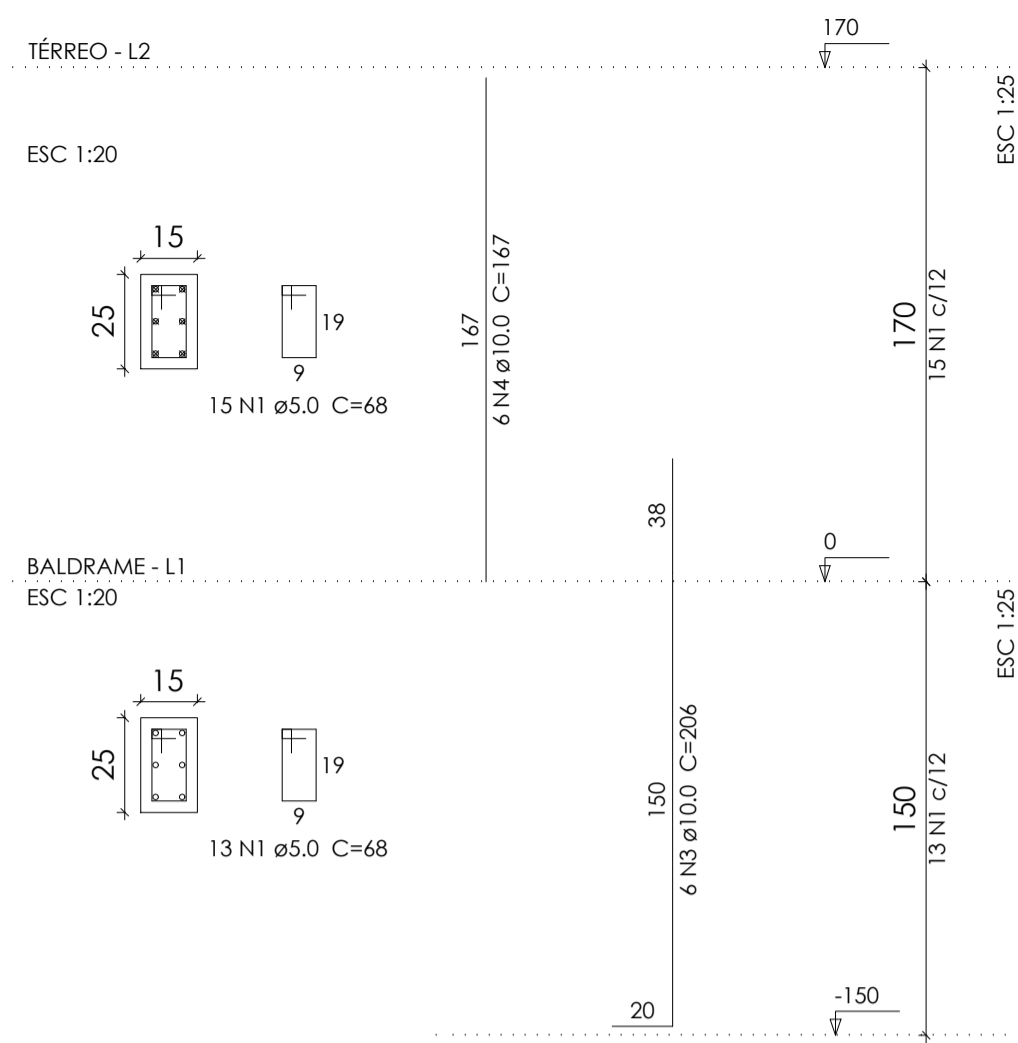 170
TÉRREO - L2
ESC 1:25
ESC 1:20
15
25
19
9
15 N1 ø5.0 C=68
167
6 N4 ø10.0 C=167
170
15 N1 c/12
38
0
BALDRAME - L1
ESC 1:20
ESC 1:25
15
25
19
9
13 N1 ø5.0 C=68
150
6 N3 ø10.0 C=206
150
13 N1 c/12
20
-150